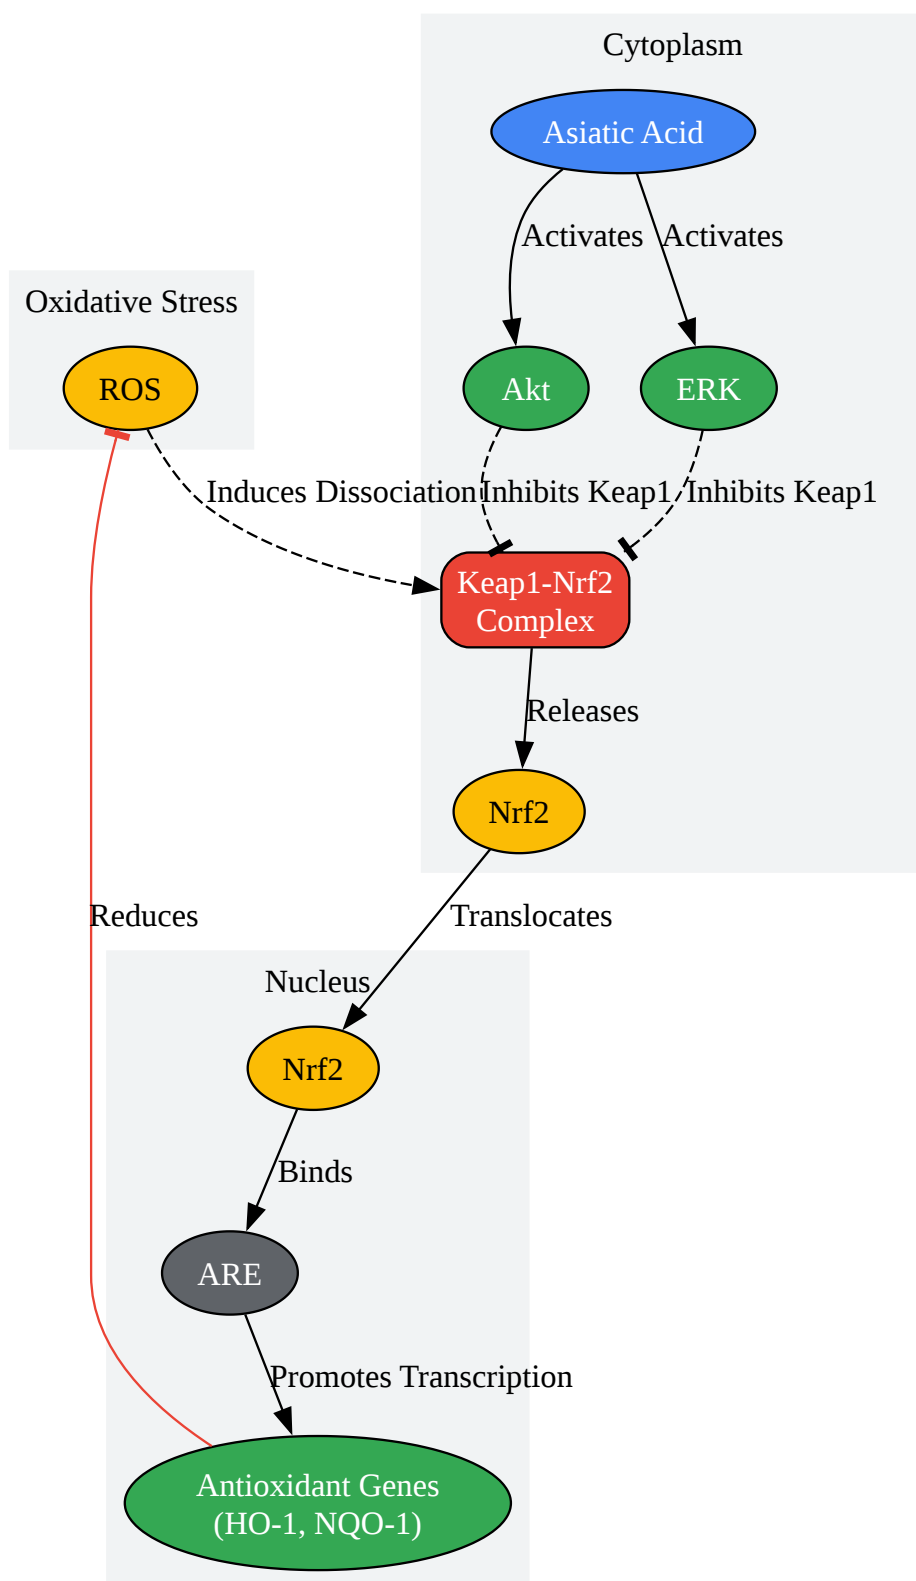 Cytoplasm
Asiatic Acid
Activates
Activates
Oxidative Stress
ROS
Akt
ERK
Induces Dissociation
Inhibits Keap1
Inhibits Keap1
Keap1-Nrf2
Complex
Releases
Nrf2
Reduces
Translocates
Nucleus
Nrf2
Binds
ARE
Promotes Transcription
Antioxidant Genes
(HO-1, NQO-1)